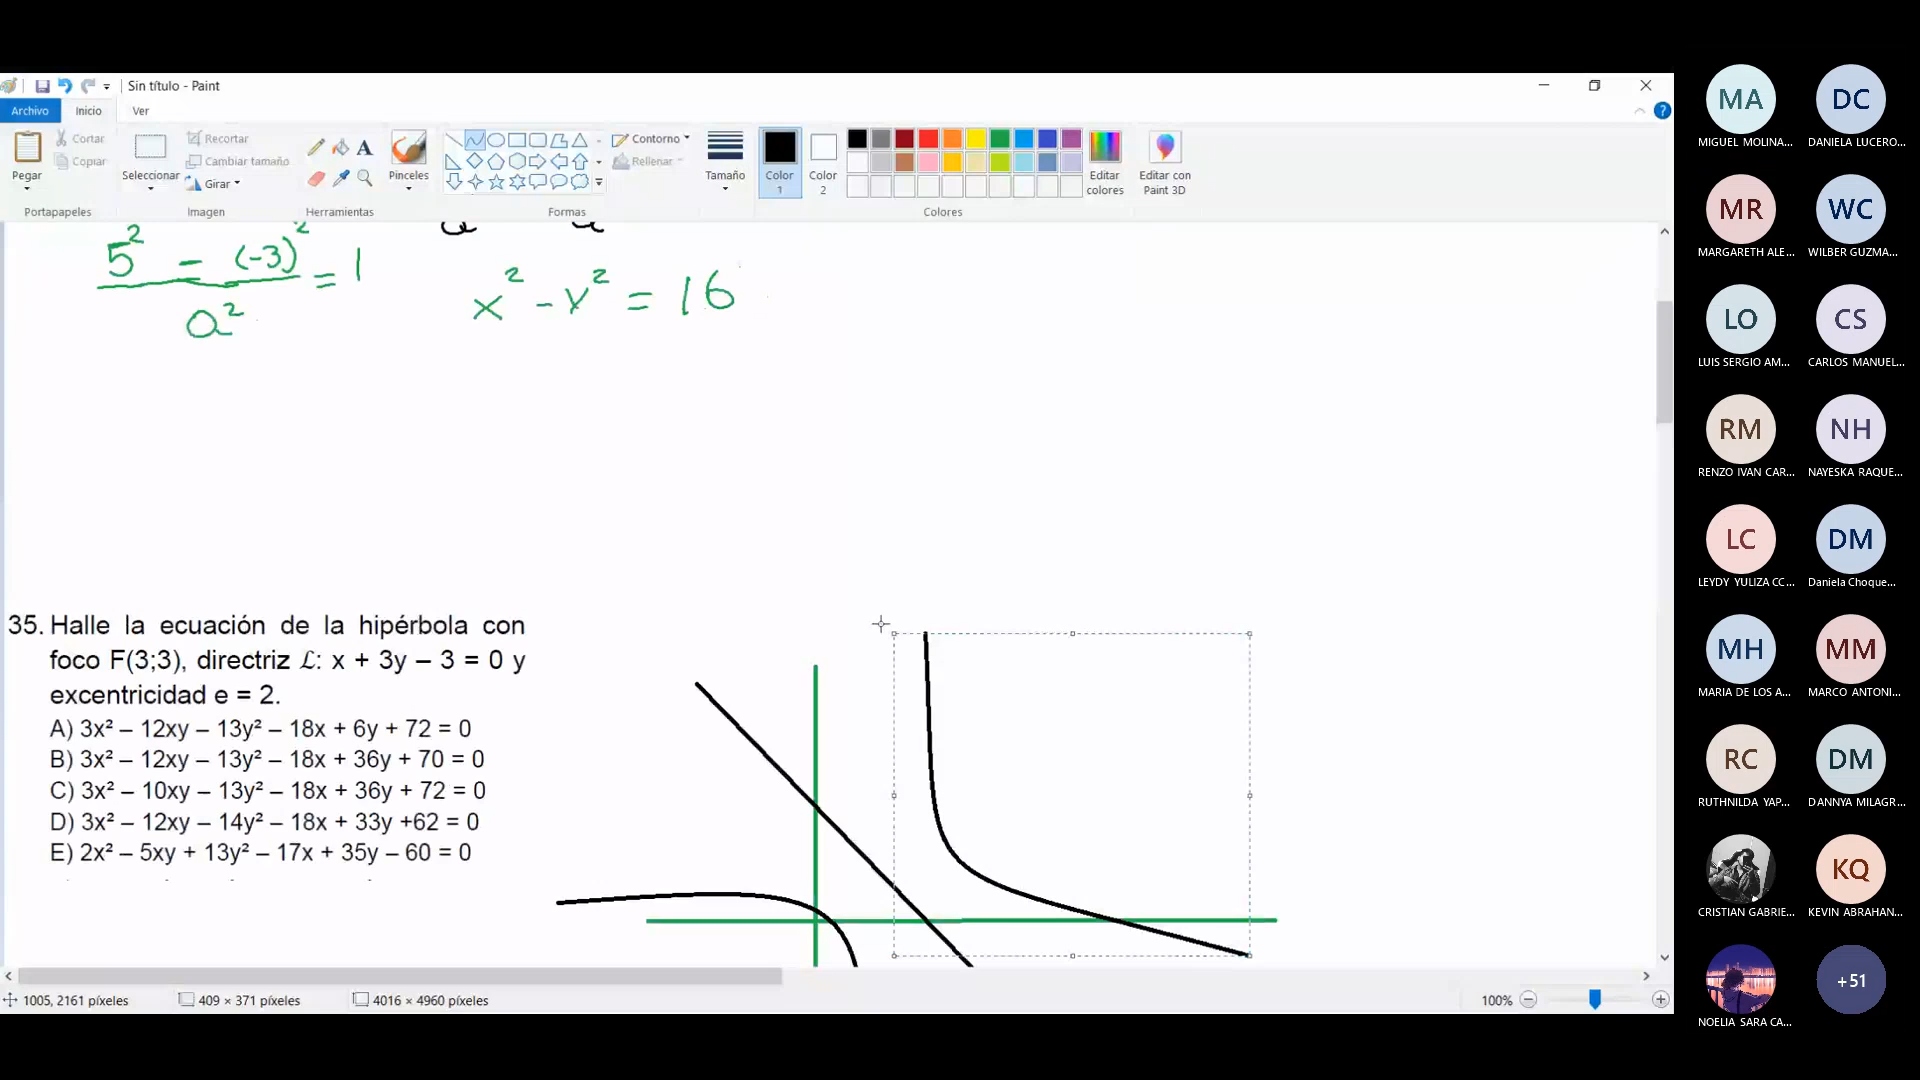 Sin título - Paint
Archivo Inicio Ver
Pegar
Cortar
Copiar
Portapapeles
Seleccionar
Recortar
Cambiar tamaño
Girar
Imagen
A
Herramientas
Pinceles
Contorno
Rellenar
Formas
Tamaño
Color 1
Color 2
Editar colores
Editar con Paint 3D
Colores
5² - (-3)² = 1
a²
x² - y² = 16
35. Halle la ecuación de la hipérbola con
foco F(3;3), directriz ℒ: x + 3y – 3 = 0 y
excentricidad e = 2.
A) 3x² – 12xy – 13y² – 18x + 6y + 72 = 0
B) 3x² – 12xy – 13y² – 18x + 36y + 70 = 0
C) 3x² – 10xy – 13y² – 18x + 36y + 72 = 0
D) 3x² – 12xy – 14y² – 18x + 33y +62 = 0
E) 2x² – 5xy + 13y² – 17x + 35y – 60 = 0
1005, 2161 píxeles
409 × 371 píxeles
4016 × 4960 píxeles
100%
MA DC
MIGUEL MOLINA... DANIELA LUCERO...
MR WC
MARGARETH ALE... WILBER GUZMA...
LO CS
LUIS SERGIO AM... CARLOS MANUEL...
RM NH
RENZO IVAN CAR... NAYESKA RAQUE...
LC DM
LEYDY YULIZA CC... Daniela Choque...
MH MM
MARIA DE LOS A... MARCO ANTONI...
RC DM
RUTHNILDA YAP... DANNYA MILAGR...
KQ
CRISTIAN GABRIE... KEVIN ABRAHAN...
+51
NOELIA SARA CA...